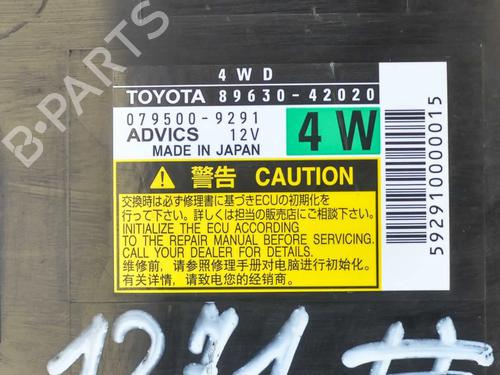 4WD
TOYOTA 89630-42020
079500-9291
ADVICS 12V
MADE IN JAPAN
4W
警告 CAUTION
交換時は必ず修理書に基づきECUの初期化を
行って下さい。詳しくは担当の販売店にご相談下さい。
INITIALIZE THE ECU ACCORDING
TO THE REPAIR MANUAL BEFORE SERVICING.
CALL YOUR DEALER FOR DETAILS.
维修前，请参照修理手册对电脑进行初始化。
有关详情，请致电您的经销商。
5929100000015
B-PARTS
1271 #